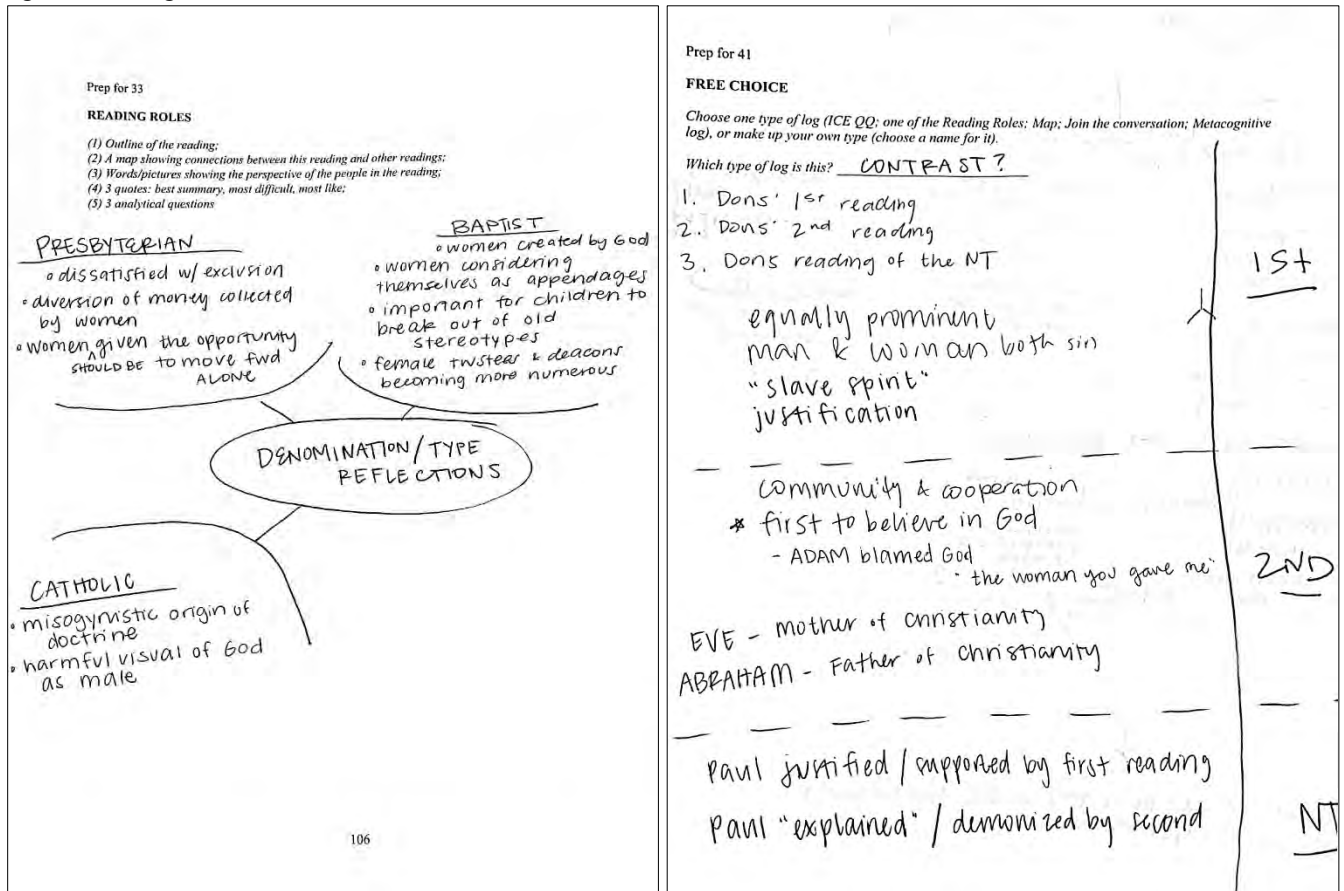 Prep for 33
READING ROLES
(1) Outline of the reading;
(2) A map showing connections between this reading and other readings;
(3) Words/pictures showing the perspective of the people in the reading;
(4) 3 quotes: best summary, most difficult, most like;
(5) 3 analytical questions
PRESBYTERIAN
dissatisfied w/ exclusion
diversion of money collected
by women
women given the opportunity
SHOULD BE to move fwd
ALONE
BAPTIST
women created by God
women considering
themselves as appendages
important for children to
break out of old
stereotypes
female trustees & deacons
becoming more numerous
DENOMINATION/TYPE
REFLECTIONS
CATHOLIC
misogynistic origin of
doctrine
harmful visual of God
as male
106
Prep for 41
FREE CHOICE
Choose one type of log (ICE QQ; one of the Reading Roles; Map; Join the conversation; Metacognitive
log), or make up your own type (choose a name for it).
Which type of log is this? CONTRAST?
1. Dons' 1st reading
2. Dons' 2nd reading
3. Dons reading of the NT
1St
equally prominent
man & woman both sin
"slave spirit"
justification
community & cooperation
* first to believe in God
- ADAM blamed God
"the woman you gave me"
2ND
EVE - mother of Christianity
ABRAHAM - Father of Christianity
Paul justified / supported by first reading
Paul "explained" / demonized by second
NT